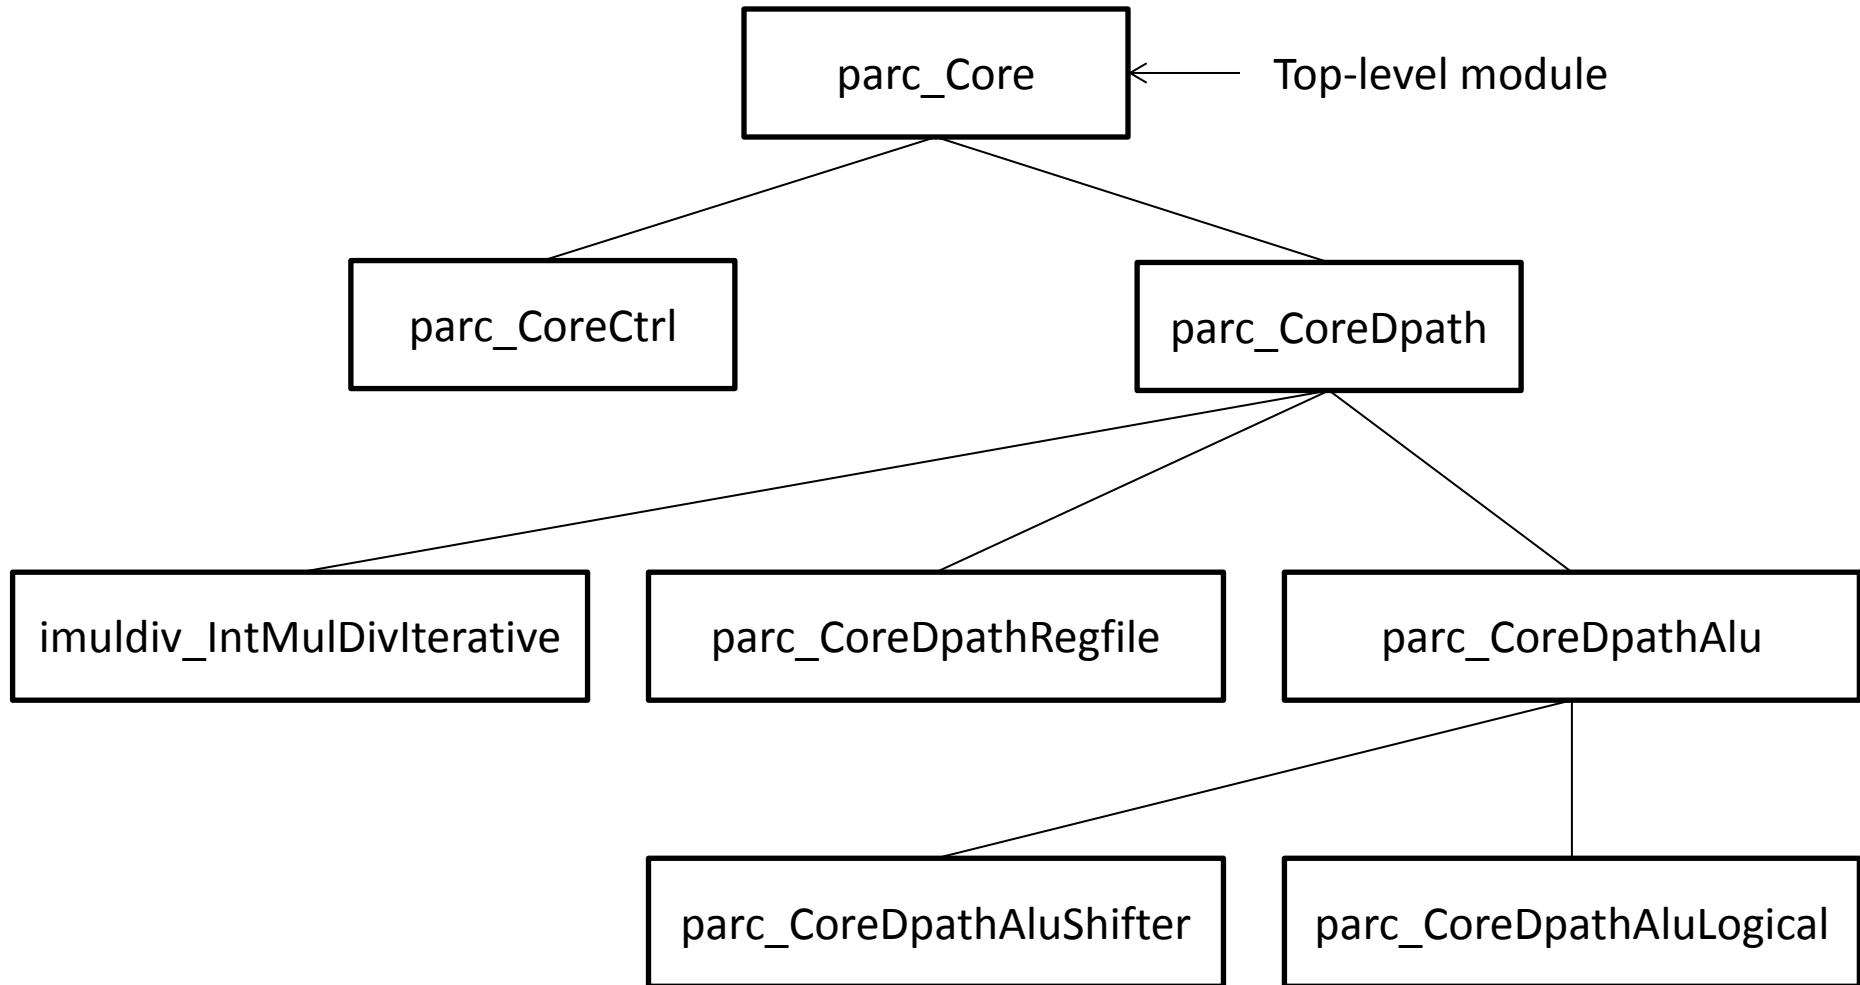 parc_Core
Top-level module
parc_CoreCtrl
parc_CoreDpath
imuldiv_IntMulDivIterative
parc_CoreDpathRegfile
parc_CoreDpathAlu
parc_CoreDpathAluShifter
parc_CoreDpathAluLogical